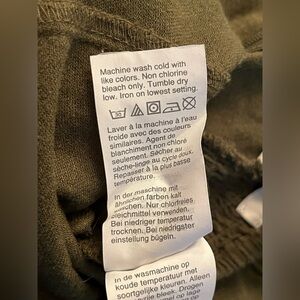 Machine wash cold with
like colors. Non chlorine
bleach only. Tumble dry
low. Iron on lowest setting.
Laver à la machine à l'eau
froide avec des couleurs
similaires. Agent de
blanchiment non chloré
seulement. Sécher au
sèche-linge au cycle doux.
Repasser à la plus basse
température.
In der maschine mit
ähnlichen farben kalt
waschen. Nur chlorfreies
bleichmittel verwenden.
trocknen. Bei niedrigster
einstellung bügeln.
In de wasmachine op
koude temperatuur met
soortgelijke kleuren. Alleen
bleek. Drogen